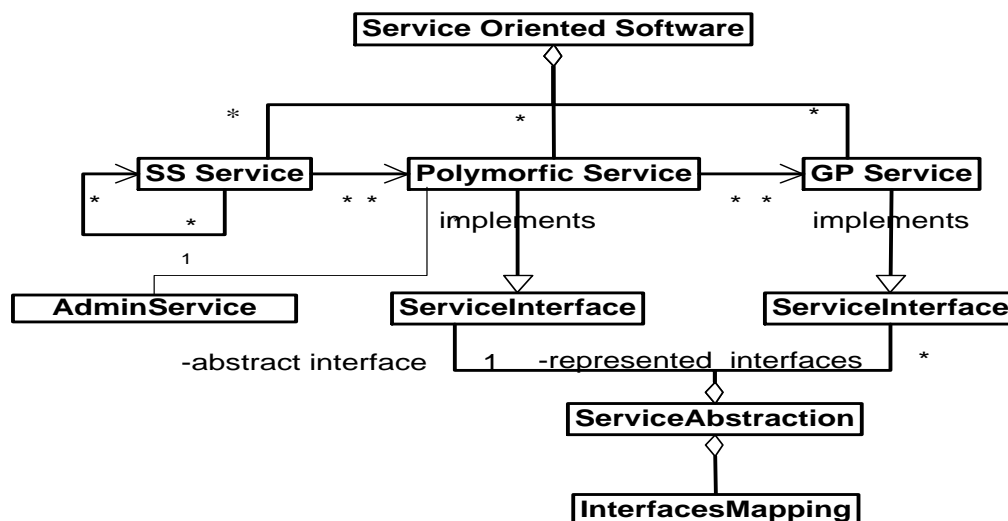 Service Oriented Software
* * *
SS Service Polymorfic Service GP Service
* * * * *
* * implements implements
1
AdminService ServiceInterface ServiceInterface
-abstract interface 1 -represented interfaces *
ServiceAbstraction
InterfacesMapping